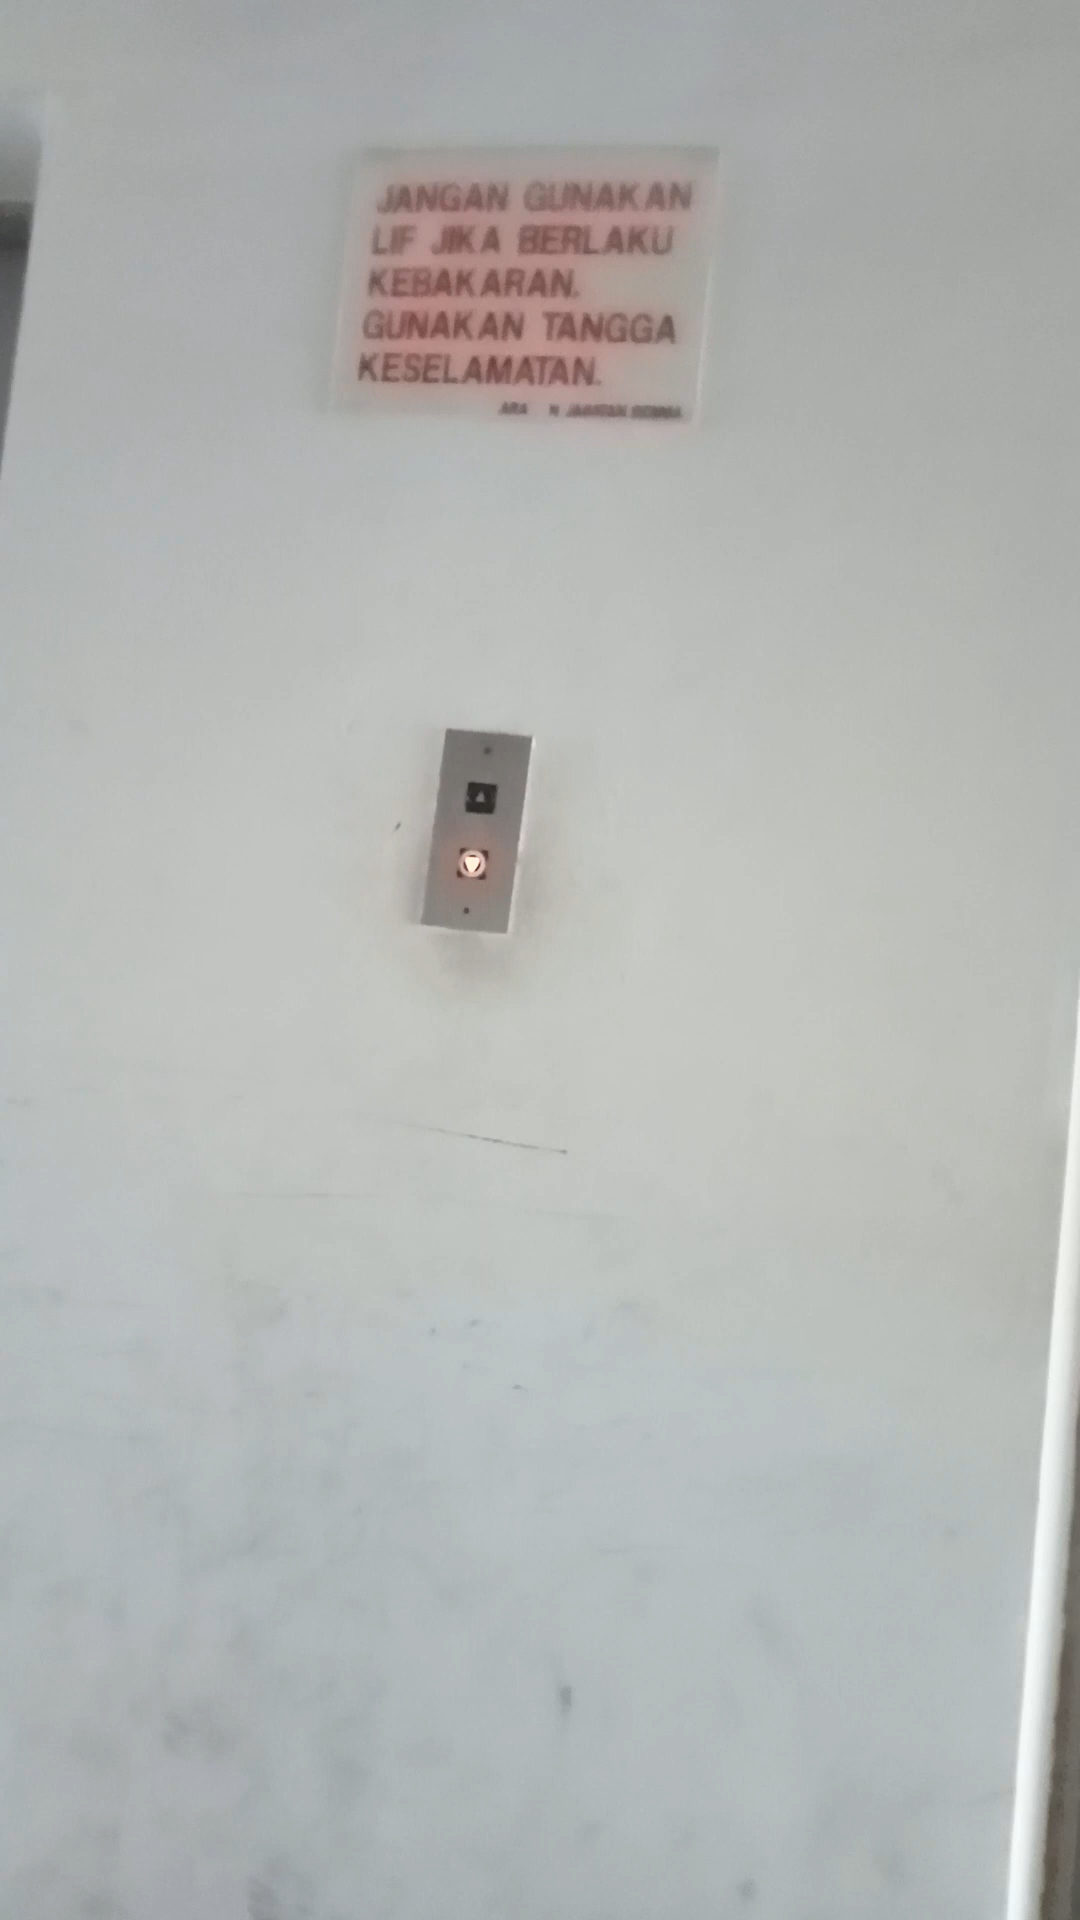 JANGAN GUNAKAN
LIF JIKA BERLAKU
KEBAKARAN.
GUNAKAN TANGGA
KESELAMATAN.